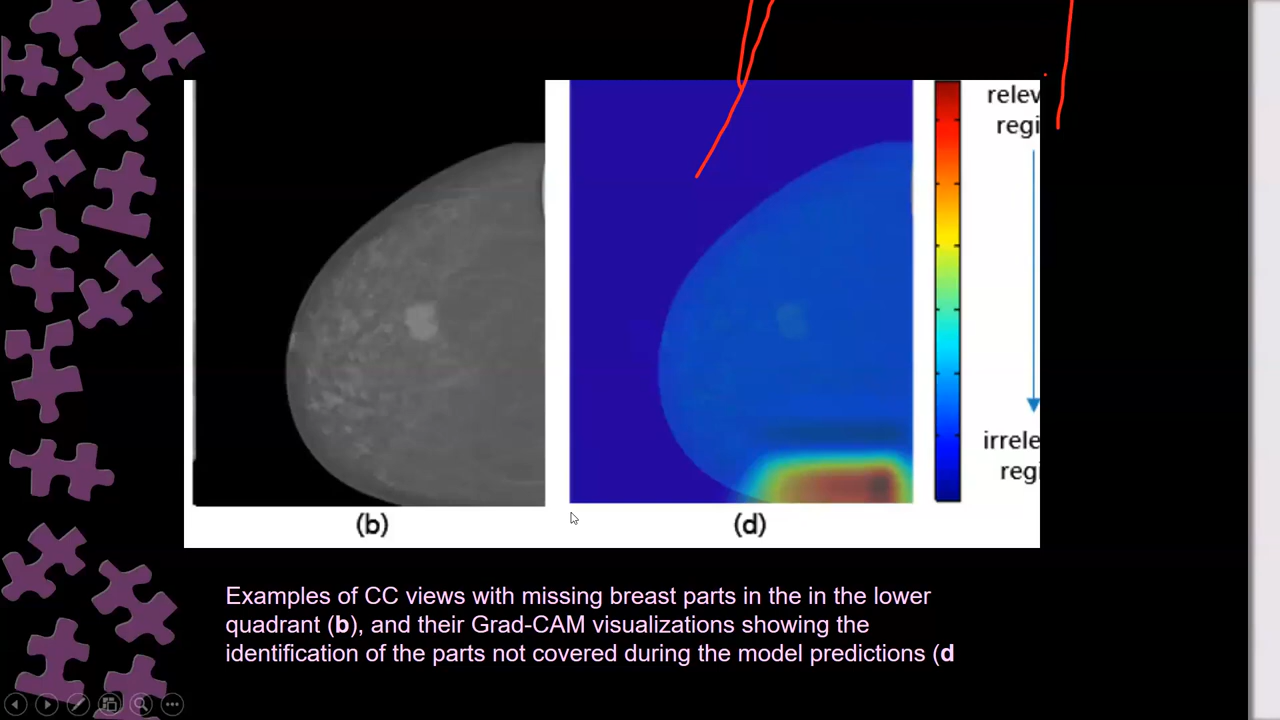 relev
regi
irrele
regi
(b)
(d)
Examples of CC views with missing breast parts in the in the lower
quadrant (b), and their Grad-CAM visualizations showing the
identification of the parts not covered during the model predictions (d